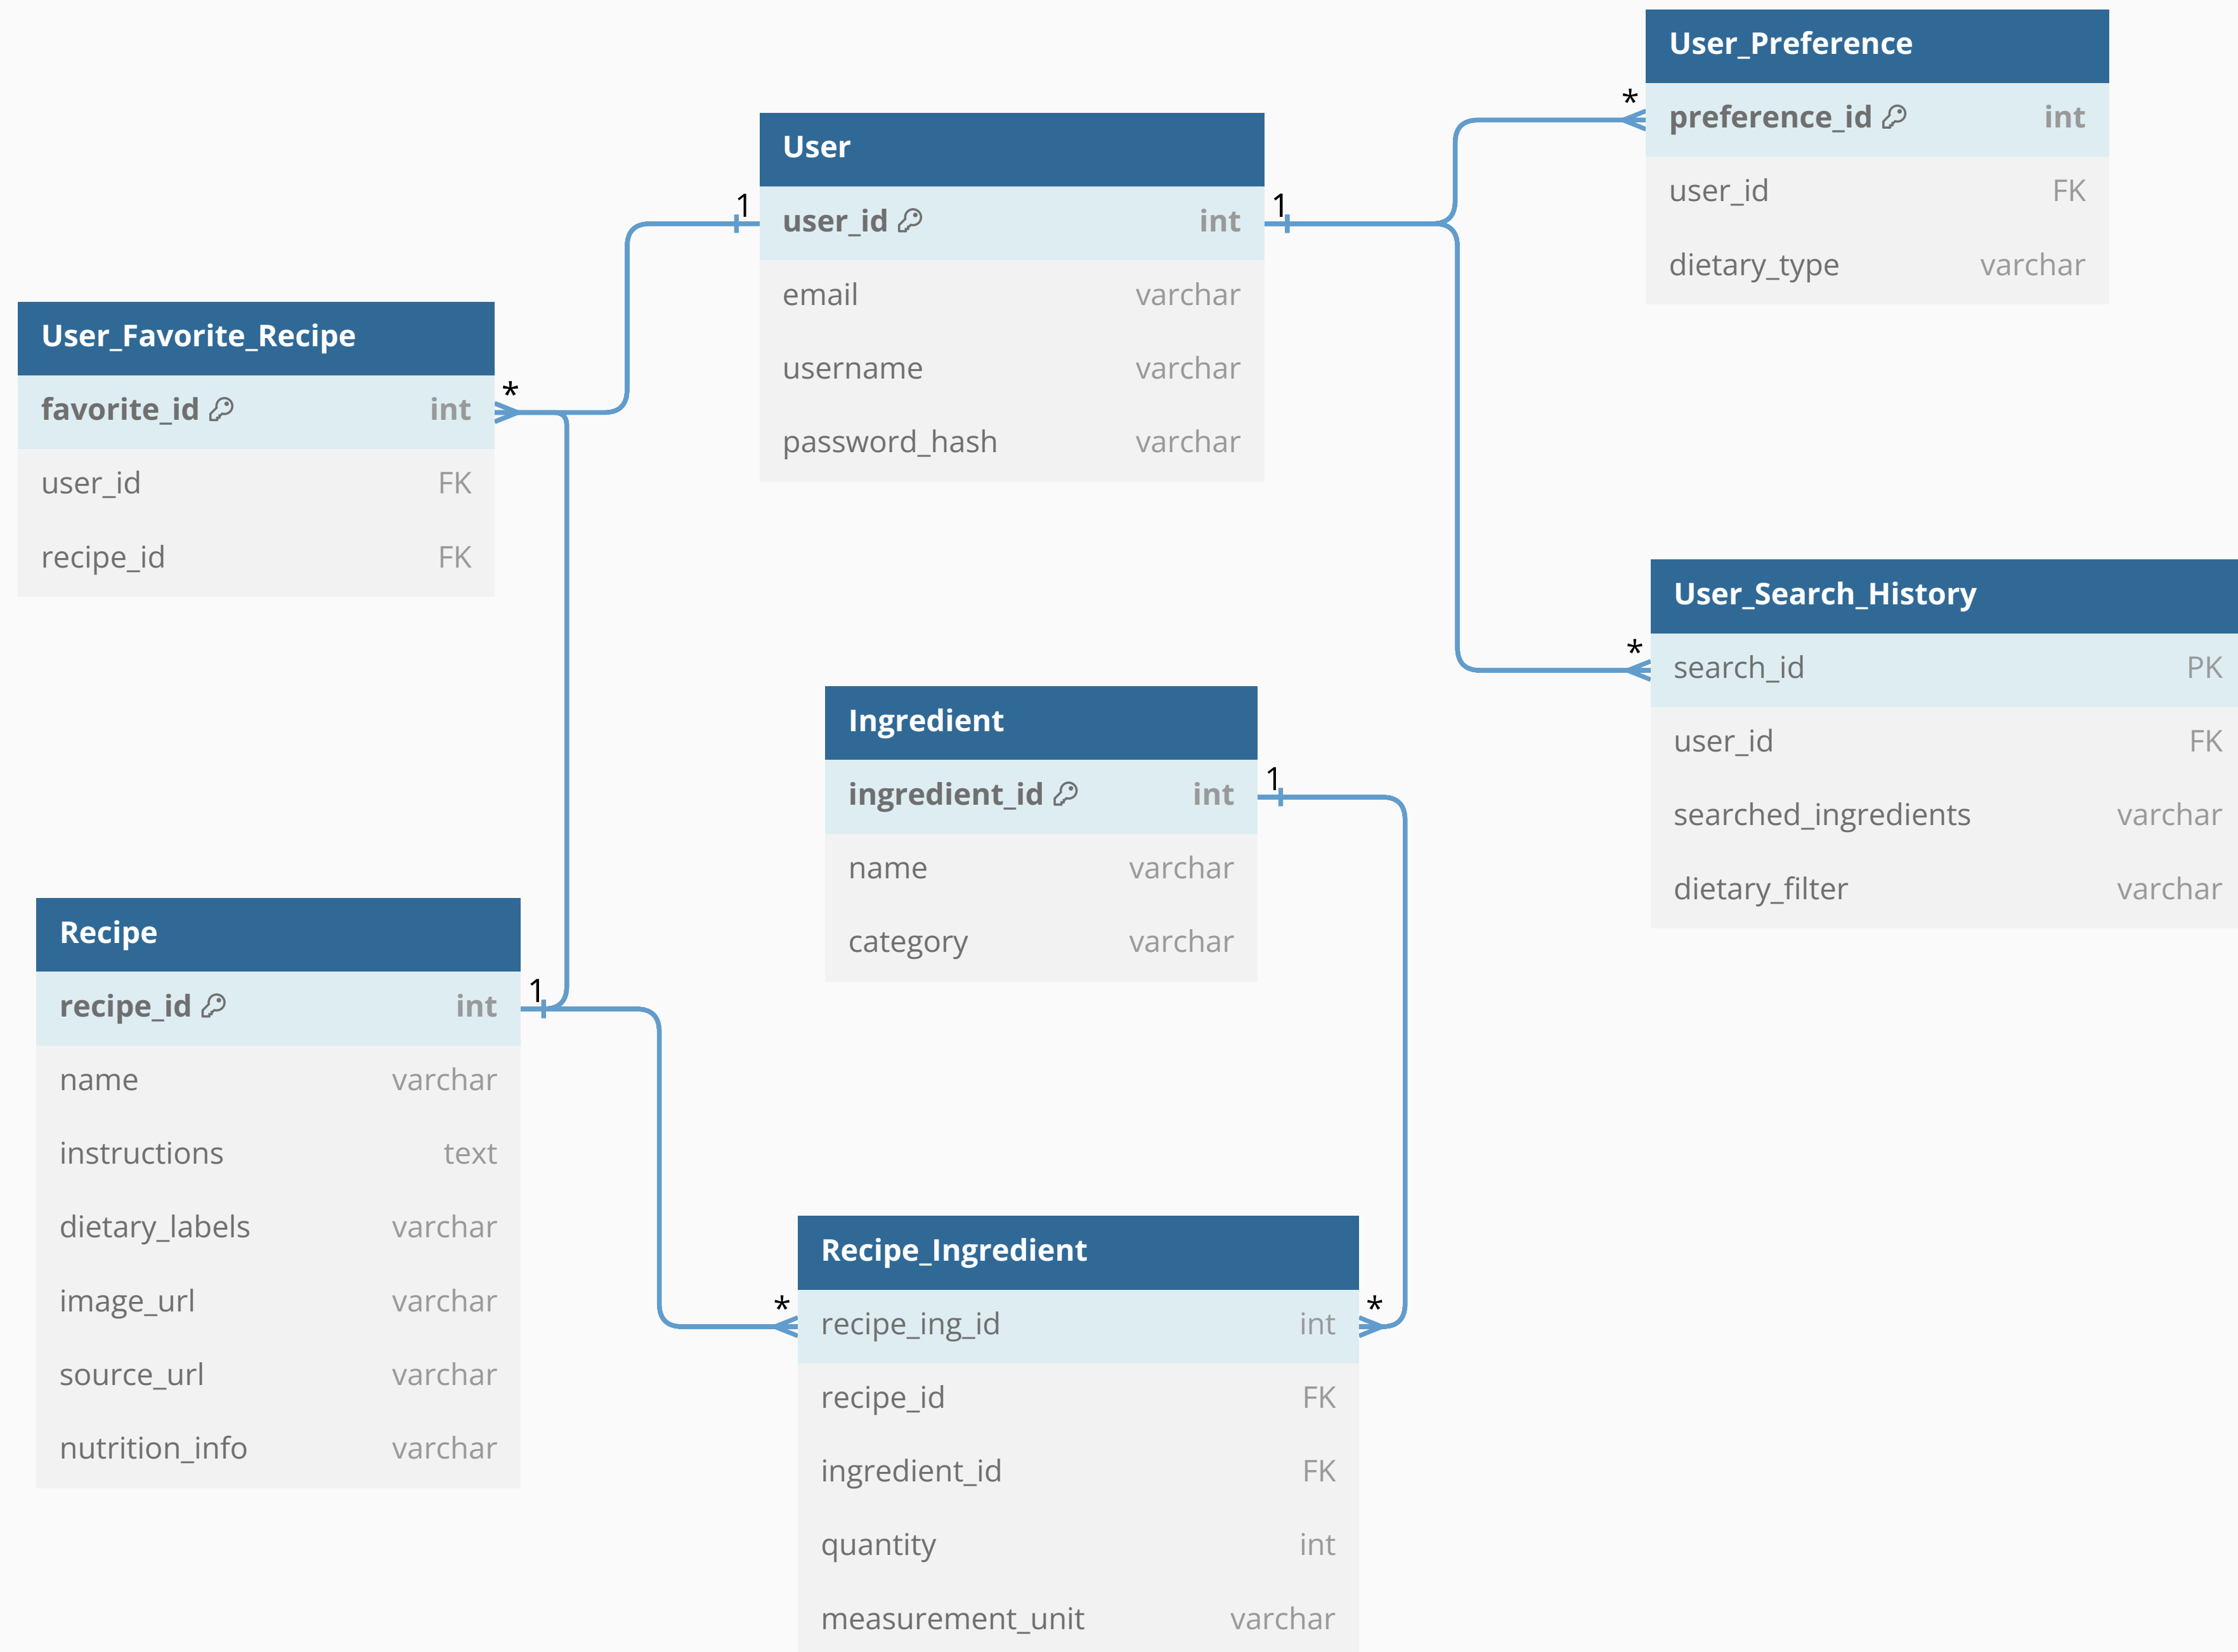 User_Preference
preference_id int
user_id FK
dietary_type varchar
*
User
1 user_id int 1
email varchar
username varchar
password_hash varchar
User_Favorite_Recipe
favorite_id int *
user_id FK
recipe_id FK
User_Search_History
* search_id PK
user_id FK
searched_ingredients varchar
dietary_filter varchar
Ingredient
ingredient_id int 1
name varchar
category varchar
Recipe
recipe_id int 1
name varchar
instructions text
dietary_labels varchar
image_url varchar
source_url varchar
nutrition_info varchar
Recipe_Ingredient
* recipe_ing_id int *
recipe_id FK
ingredient_id FK
quantity int
measurement_unit varchar